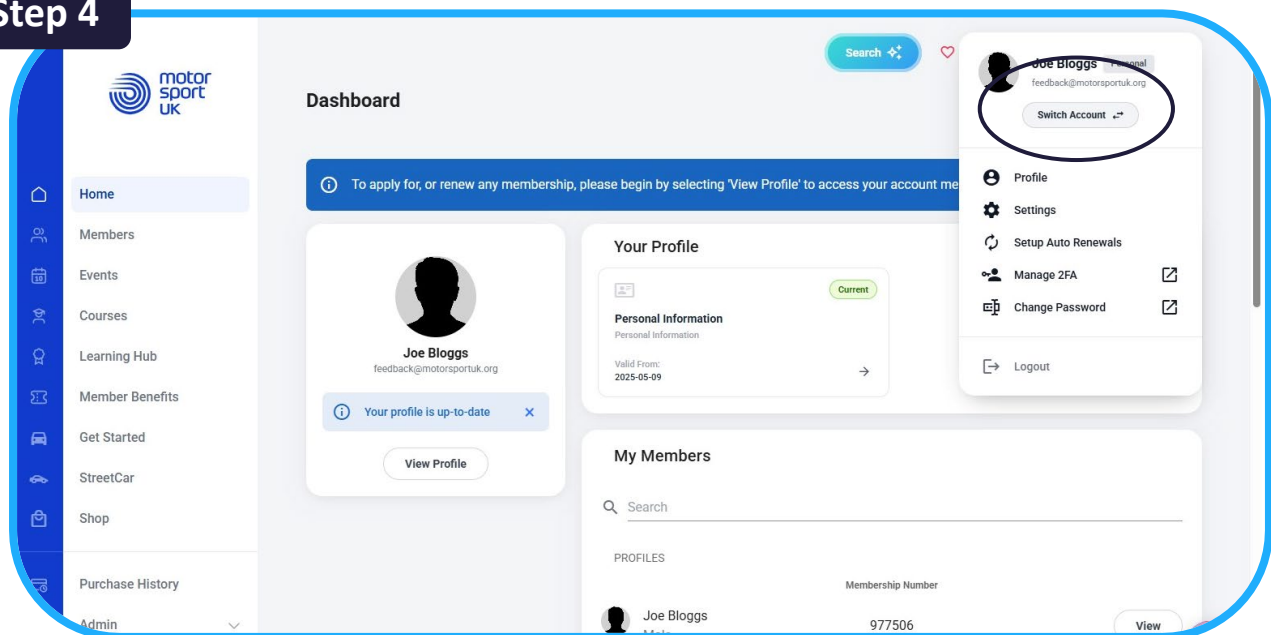 Step 4
motor
sport
UK
Home
Members
Events
10
Courses
Learning Hub
Member Benefits
Get Started
StreetCar
Shop
Purchase History
Admin
Dashboard
Search
To apply for, or renew any membership, please begin by selecting 'View Profile' to access your account me
Joe Bloggs
feedback@motorsportuk.org
Your profile is up-to-date
View Profile
Your Profile
Current
Personal Information
Personal Information
Valid From:
2025-05-09
My Members
Search
PROFILES
Membership Number
Joe Bloggs
Male
977506
View
Joe Bloggs Personal
feedback@motorsportuk.org
Switch Account
Profile
Settings
Setup Auto Renewals
Manage 2FA
Change Password
Logout